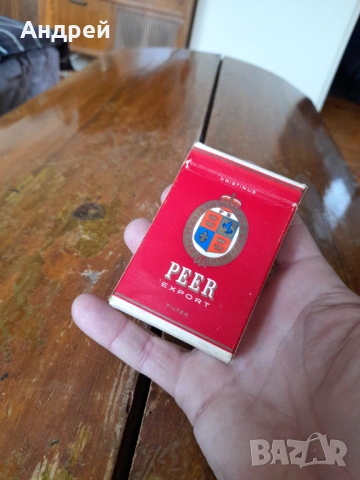 Андрей
KRISTINUS
PEER
EXPORT
FILTER
BAZAR